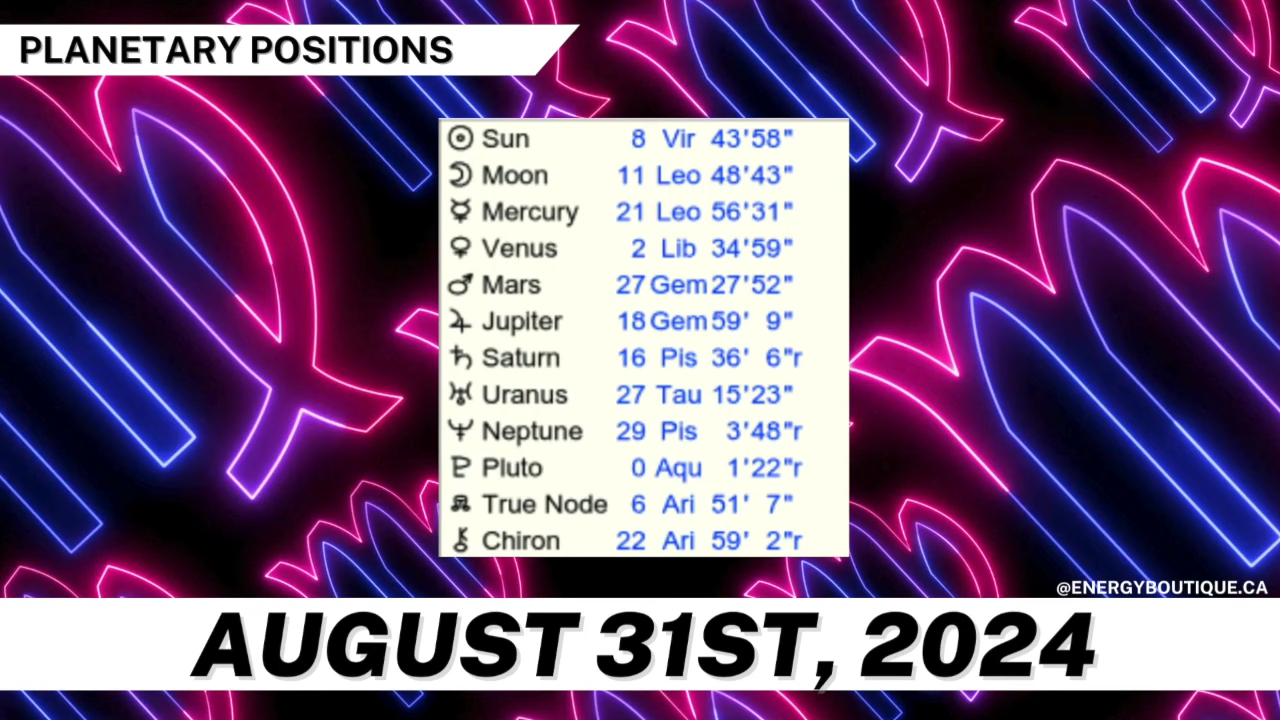 PLANETARY POSITIONS
Sun 8 Vir 43'58"
Moon 11 Leo 48'43"
Mercury 21 Leo 56'31"
Venus 2 Lib 34'59"
Mars 27 Gem 27'52"
Jupiter 18 Gem 59' 9"
Saturn 16 Pis 36' 6"r
Uranus 27 Tau 15'23"
Neptune 29 Pis 3'48"r
Pluto 0 Aqu 1'22"r
True Node 6 Ari 51' 7"
Chiron 22 Ari 59' 2"r
@ENERGYBOUTIQUE.CA
AUGUST 31ST, 2024